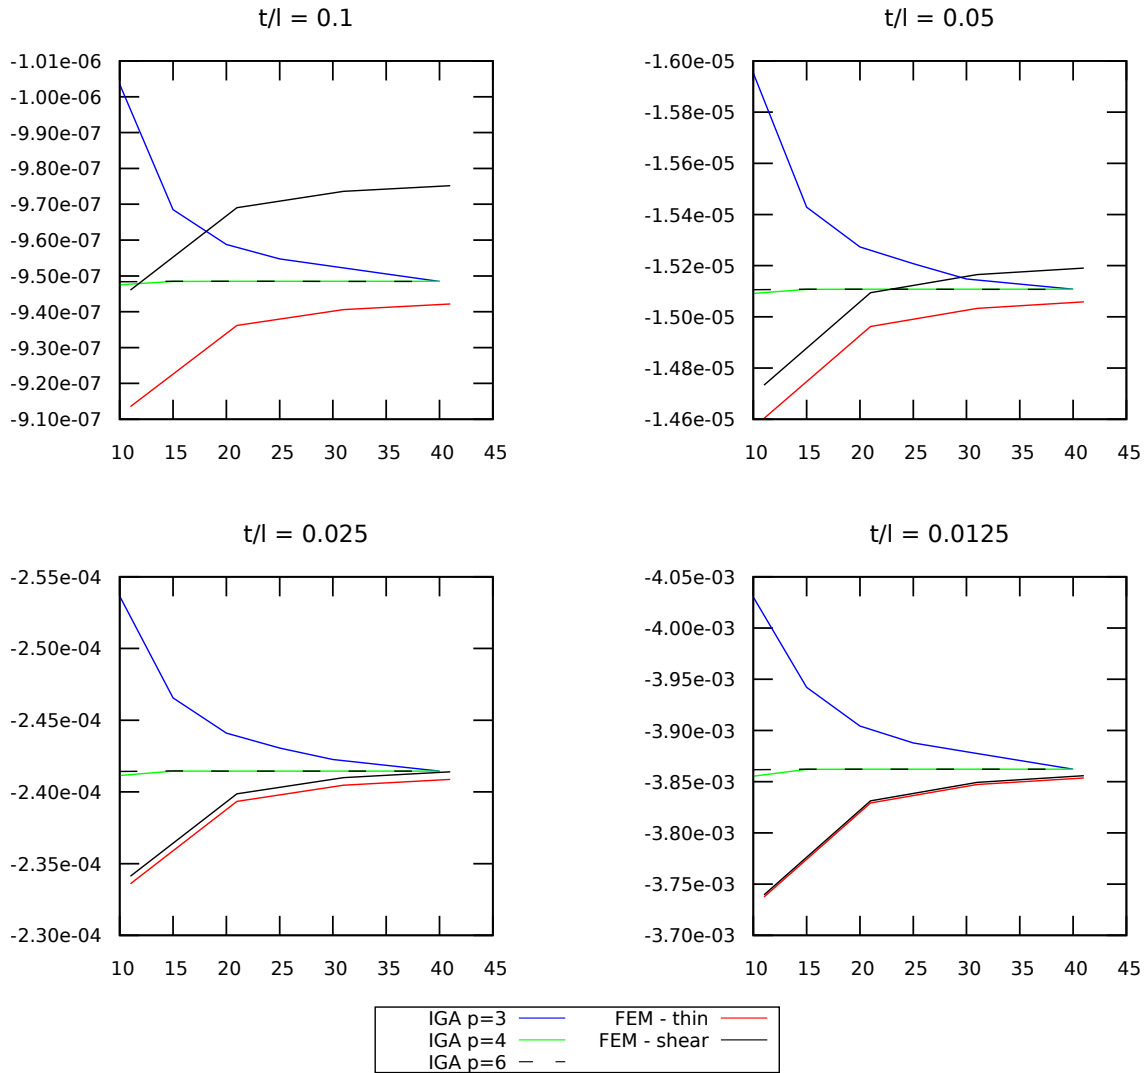 t/l = 0.1
-1.01e-06
-1.00e-06
-9.90e-07
-9.80e-07
-9.70e-07
-9.60e-07
-9.50e-07
-9.40e-07
-9.30e-07
-9.20e-07
-9.10e-07
10 15 20 25 30 35 40 45
t/l = 0.05
-1.60e-05
-1.58e-05
-1.56e-05
-1.54e-05
-1.52e-05
-1.50e-05
-1.48e-05
-1.46e-05
10 15 20 25 30 35 40 45
t/l = 0.025
-2.55e-04
-2.50e-04
-2.45e-04
-2.40e-04
-2.35e-04
-2.30e-04
10 15 20 25 30 35 40 45
t/l = 0.0125
-4.05e-03
-4.00e-03
-3.95e-03
-3.90e-03
-3.85e-03
-3.80e-03
-3.75e-03
-3.70e-03
10 15 20 25 30 35 40 45
IGA p=3
IGA p=4
IGA p=6
FEM - thin
FEM - shear